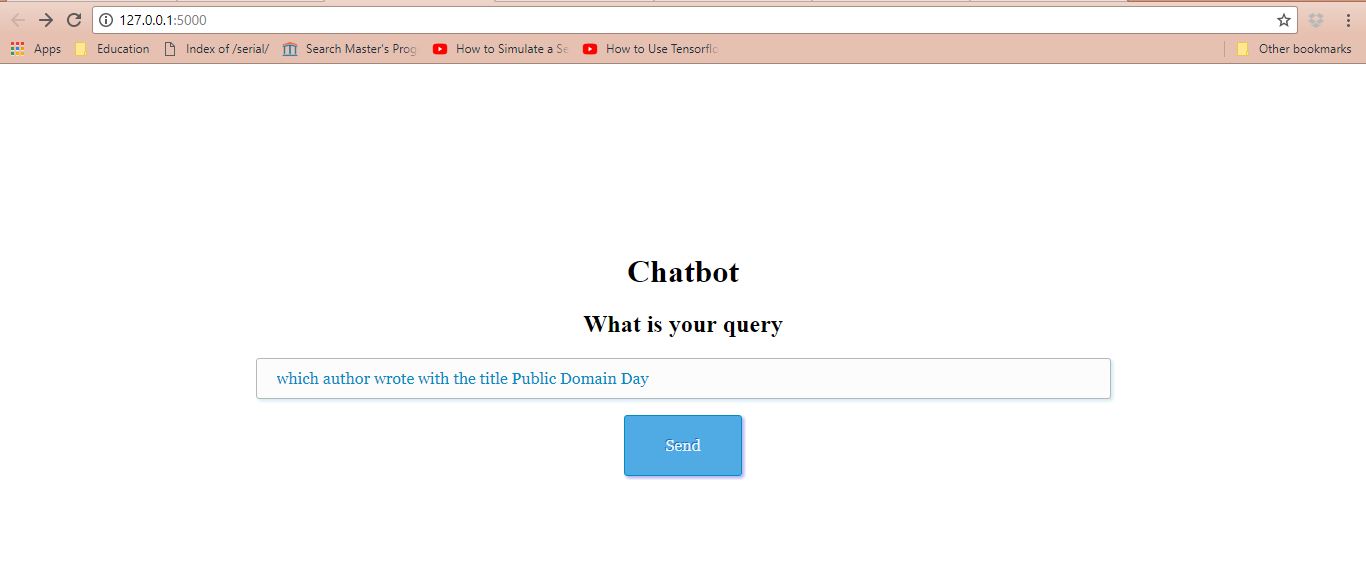 127.0.0.1:5000
Apps Education Index of /serial/ Search Master's Prog How to Simulate a Se How to Use Tensorflo Other bookmarks
Chatbot
What is your query
which author wrote with the title Public Domain Day
Send